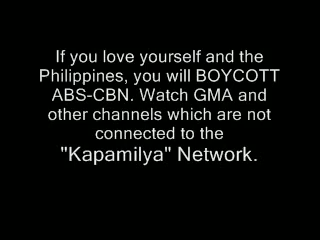 If you love yourself and the
Philippines, you will BOYCOTT
ABS-CBN. Watch GMA and
other channels which are not
connected to the
"Kapamilya" Network.